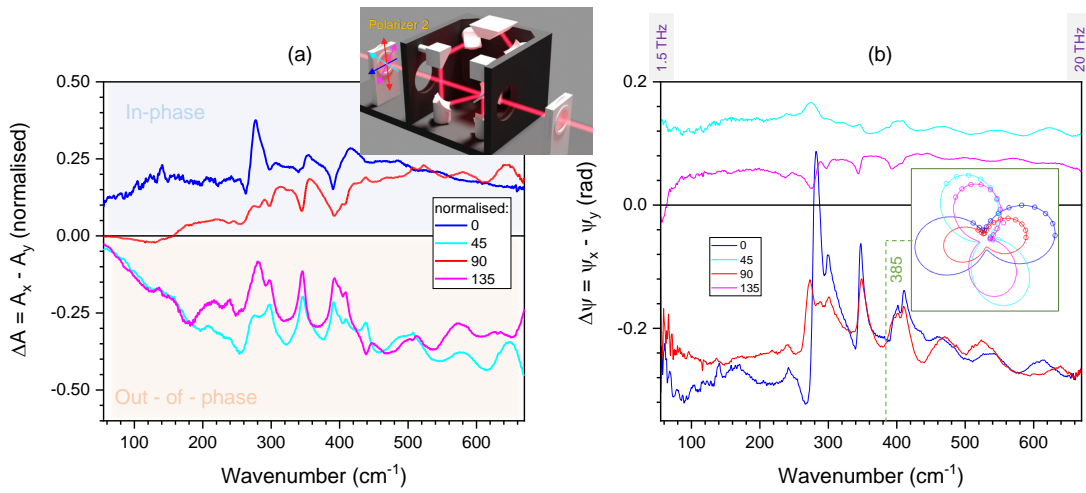 (a)
Polarizer 2
In-phase
Out - of - phase
normalised:
0
45
90
135
0.50
0.25
0.00
-0.25
-0.50
100 200 300 400 500 600
Wavenumber (cm⁻¹)
ΔA = Aₓ - A_y (normalised)
1.5 THz
(b)
20 THz
0.2
0.0
-0.2
0
45
90
135
385
100 200 300 400 500 600
Wavenumber (cm⁻¹)
Δψ = ψₓ - ψ_y (rad)